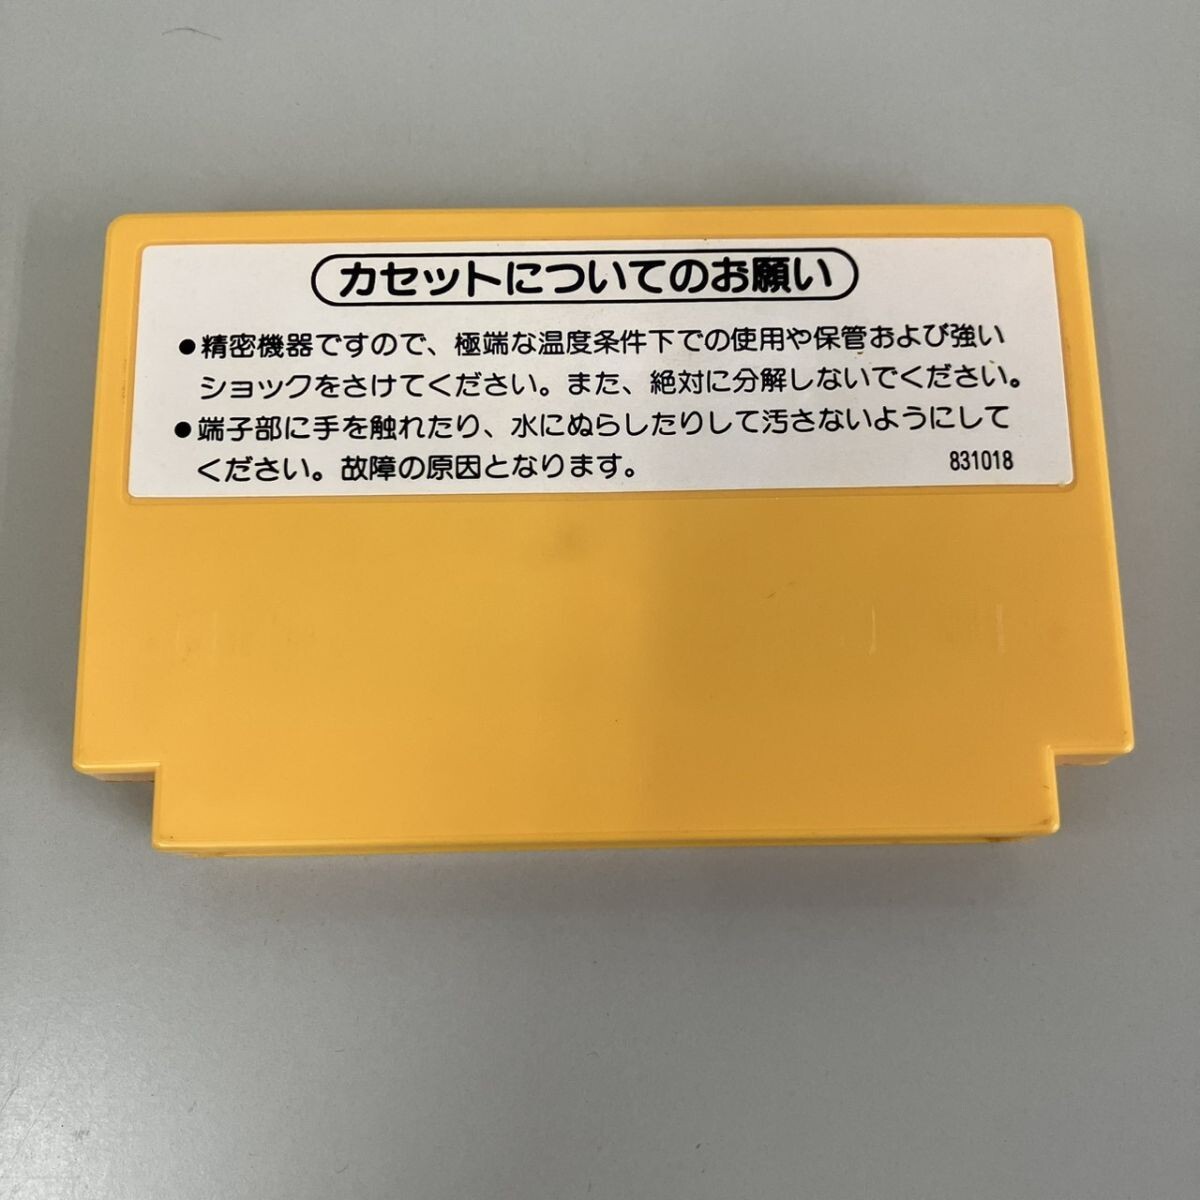 カセットについてのお願い
●精密機器ですので、極端な温度条件下での使用や保管および強い
ショックをさけてください。また、絶対に分解しないでください。
●端子部に手を触れたり、水にぬらしたりして汚さないようにして
ください。故障の原因となります。
831018